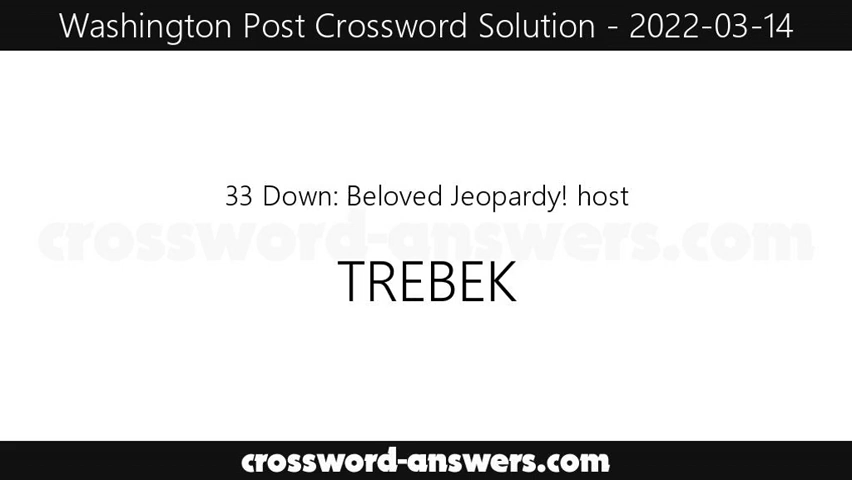 Washington Post Crossword Solution - 2022-03-14
33 Down: Beloved Jeopardy! host
crossword-answers.com
TREBEK
crossword-answers.com